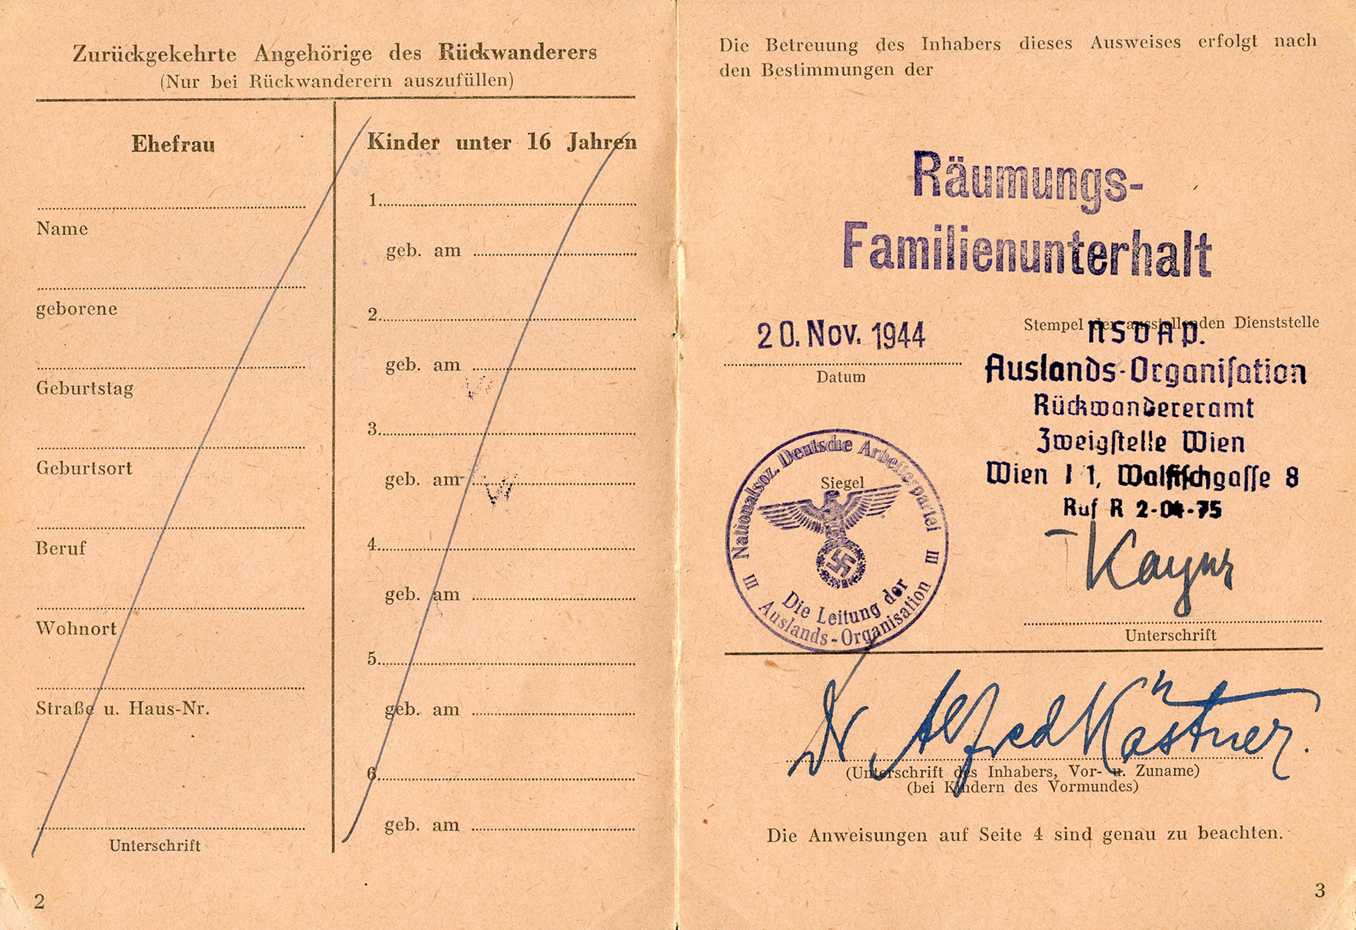 Zurückgekehrte Angehörige des Rückwanderers
(Nur bei Rückwanderern auszufüllen)
Ehefrau
Name
geborene
Geburtstag
Geburtsort
Beruf
Wohnort
Straße u. Haus-Nr.
Unterschrift
2
Kinder unter 16 Jahren
1.
geb. am
2.
geb. am
3.
geb. am
4.
geb. am
5.
geb. am
6.
geb. am
Die Betreuung des Inhabers dieses Ausweises erfolgt nach
den Bestimmungen der
Räumungs-
Familienunterhalt
20. Nov. 1944
Datum
Stempel der ausstellenden Dienststelle
NSDAP.
Auslands-Organisation
Rückwandereramt
Zweigstelle Wien
Wien I 1, Walfischgasse 8
Ruf R 2-04-75
Siegel
Nationalsoz. Deutsche Arbeiterpartei
III III
Die Leitung der
Auslands-Organisation
Unterschrift
Dr Alfred Kästner.
(Unterschrift des Inhabers, Vor- u. Zuname)
(bei Kindern des Vormundes)
Die Anweisungen auf Seite 4 sind genau zu beachten.
3